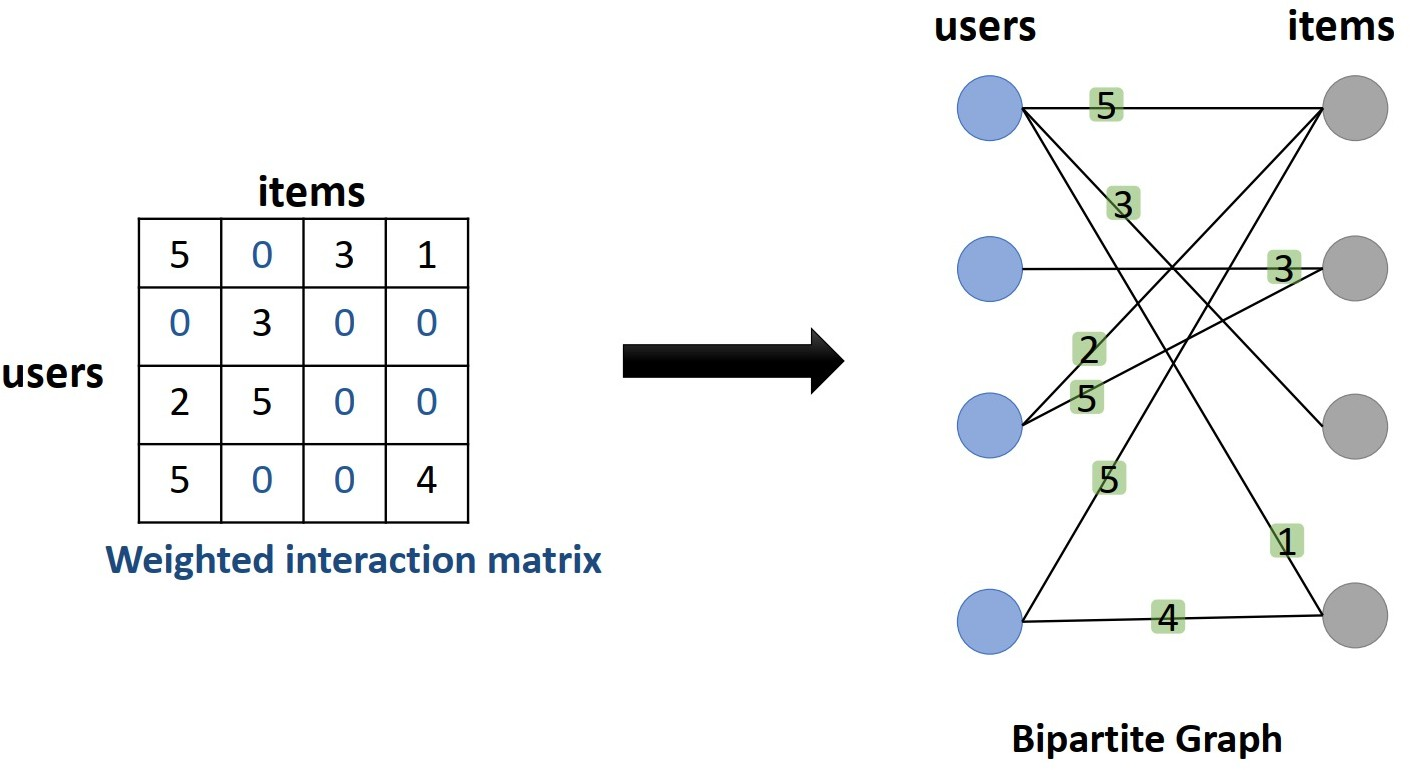 items
5 0 3 1
0 3 0 0
users
2 5 0 0
5 0 0 4
Weighted interaction matrix
users items
5
3
3
2
5
5
1
4
Bipartite Graph